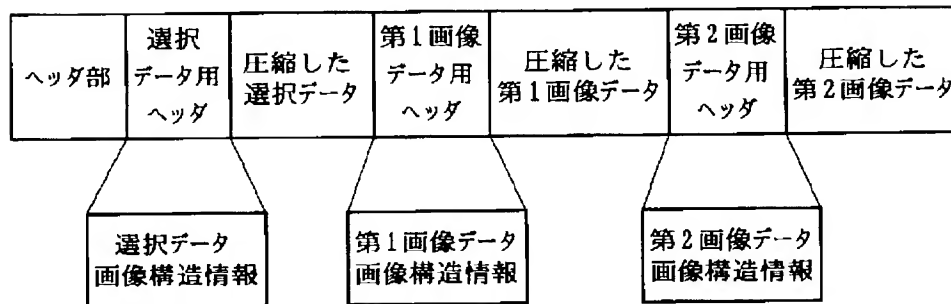 ヘッダ部
選択
データ用
ヘッダ
圧縮した
選択データ
第1画像
データ用
ヘッダ
圧縮した
第1画像データ
第2画像
データ用
ヘッダ
圧縮した
第2画像データ
選択データ
画像構造情報
第1画像データ
画像構造情報
第2画像データ
画像構造情報